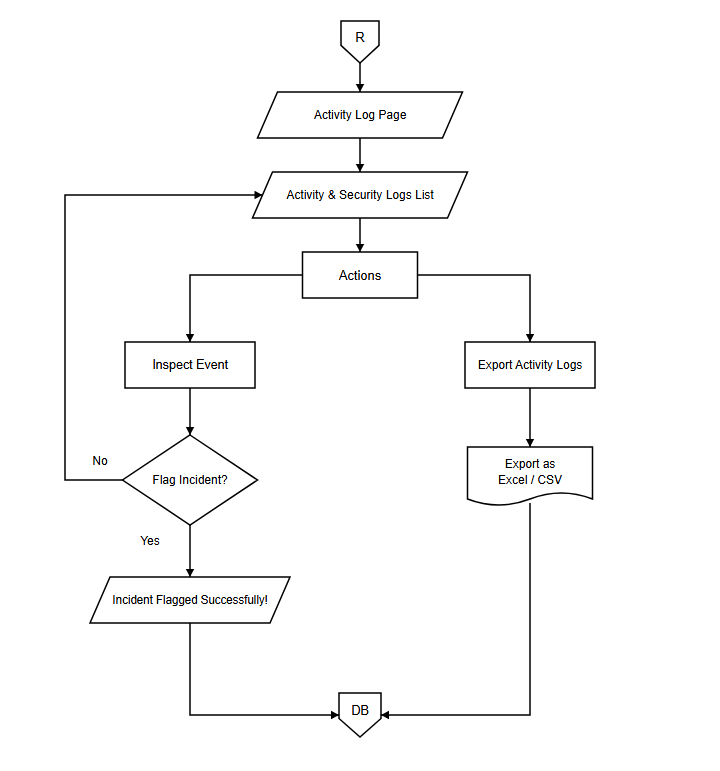 R
Activity Log Page
Activity & Security Logs List
Actions
Inspect Event
Export Activity Logs
No
Flag Incident?
Export as
Excel / CSV
Yes
Incident Flagged Successfully!
DB